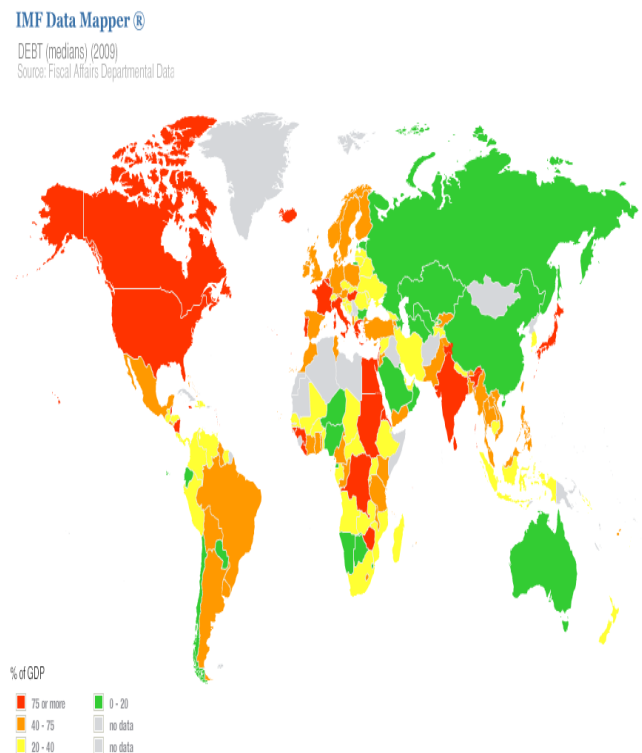 IMF Data Mapper ®
DEBT (medians) (2009)
Source: Fiscal Affairs Departmental Data
% of GDP
75 or more
40 - 75
20 - 40
0 - 20
no data
no data